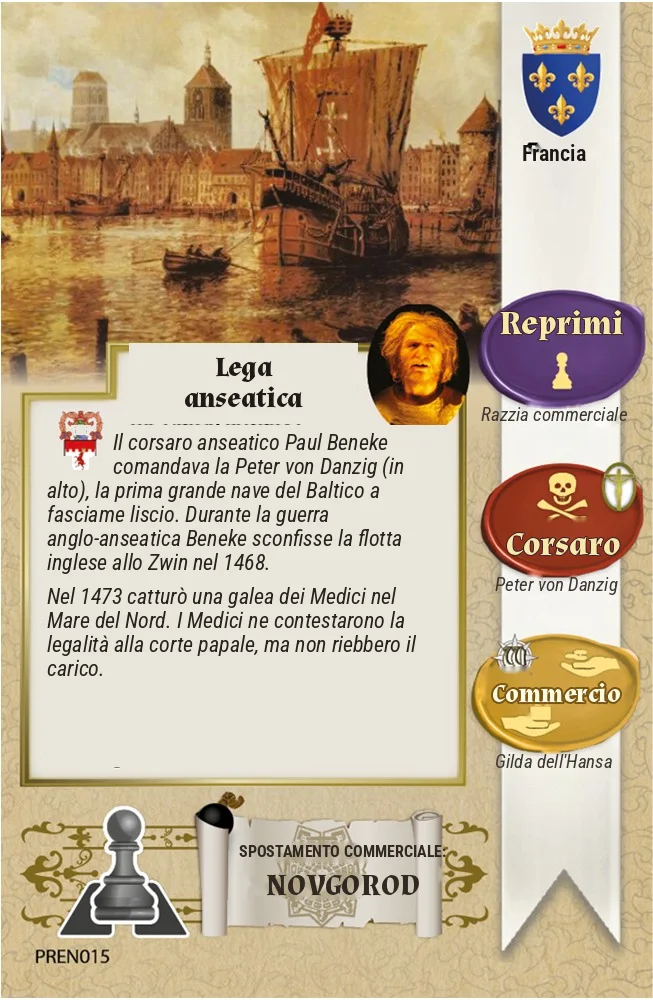 Francia
Reprimi
Razzia commerciale
Lega
anseatica
Il corsaro anseatico Paul Beneke
comandava la Peter von Danzig (in
alto), la prima grande nave del Baltico a
fasciame liscio. Durante la guerra
anglo-anseatica Beneke sconfisse la flotta
inglese allo Zwin nel 1468.
Nel 1473 catturò una galea dei Medici nel
Mare del Nord. I Medici ne contestarono la
legalità alla corte papale, ma non riebbero il
carico.
Corsaro
Peter von Danzig
Commercio
Gilda dell'Hansa
SPOSTAMENTO COMMERCIALE:
NOVGOROD
PREN015